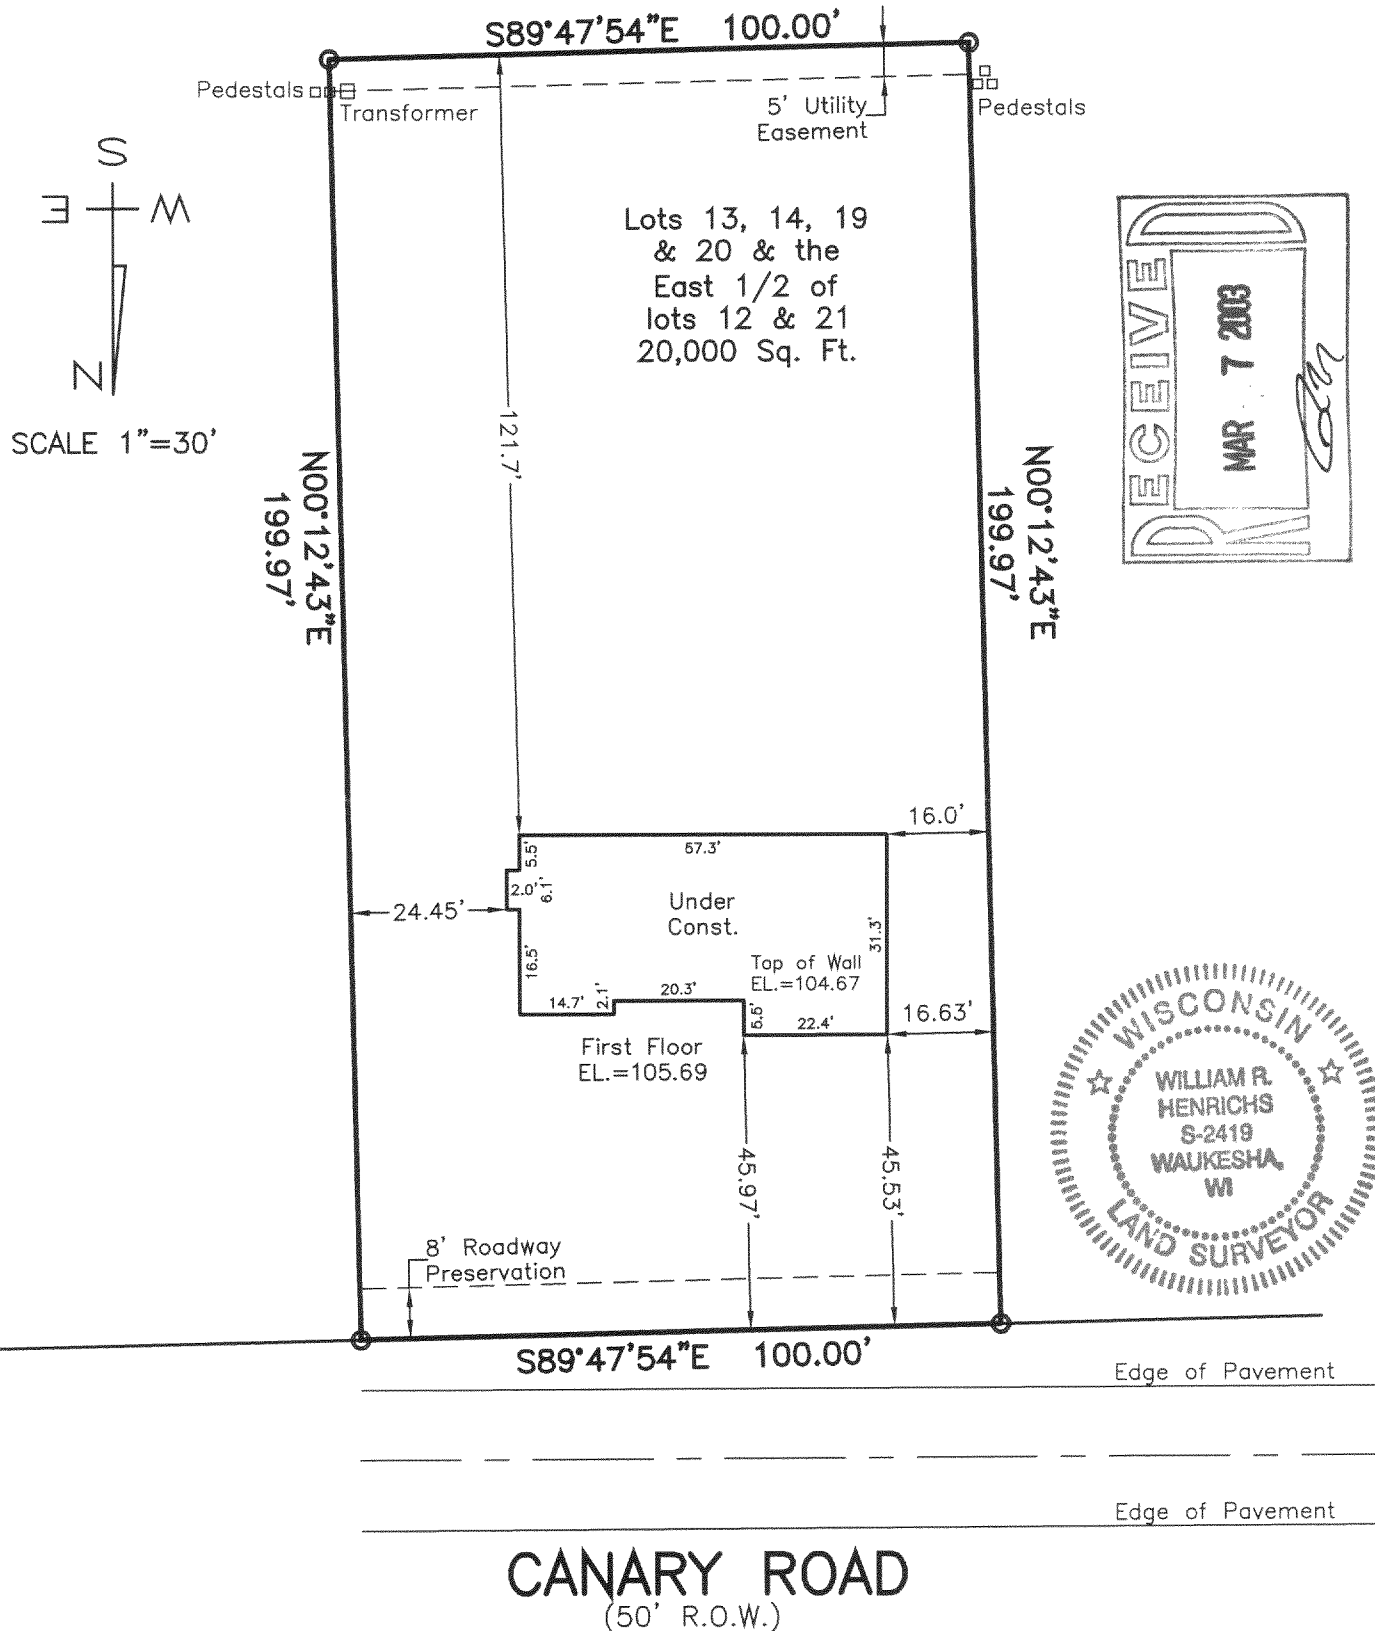 S89°47'54"E 100.00'
Pedestals
Transformer
5' Utility
Easement
Pedestals
S
E W
N
SCALE 1"=30'
Lots 13, 14, 19
& 20 & the
East 1/2 of
lots 12 & 21
20,000 Sq. Ft.
RECEIVED
MAR 7 2003
121.7'
N00°12'43"E
199.97'
N00°12'43"E
199.97'
16.0'
57.3'
5.5'
2.0'
6.1'
24.45'
Under
Const.
31.3'
16.5'
Top of Wall
EL.=104.67
14.7'
2.1'
20.3'
5.5'
22.4'
16.63'
First Floor
EL.=105.69
45.97'
45.53'
WISCONSIN
WILLIAM R.
HENRICHS
S-2419
WAUKESHA,
WI
LAND SURVEYOR
8' Roadway
Preservation
S89°47'54"E 100.00'
Edge of Pavement
Edge of Pavement
CANARY ROAD
(50' R.O.W.)